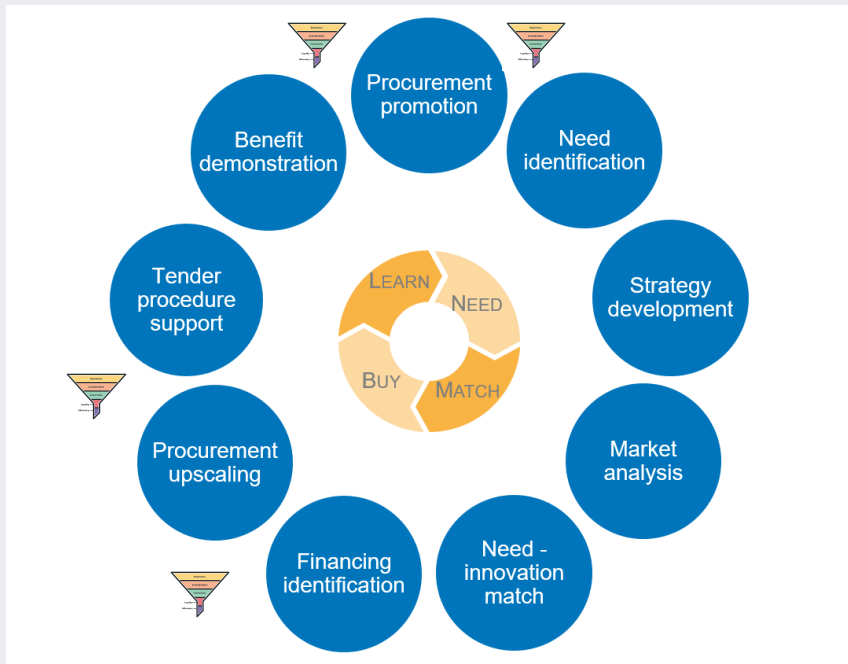 Procurement
promotion
Need
identification
Strategy
development
Market
analysis
Need -
innovation
match
Financing
identification
Procurement
upscaling
Tender
procedure
support
Benefit
demonstration
LEARN
NEED
MATCH
BUY